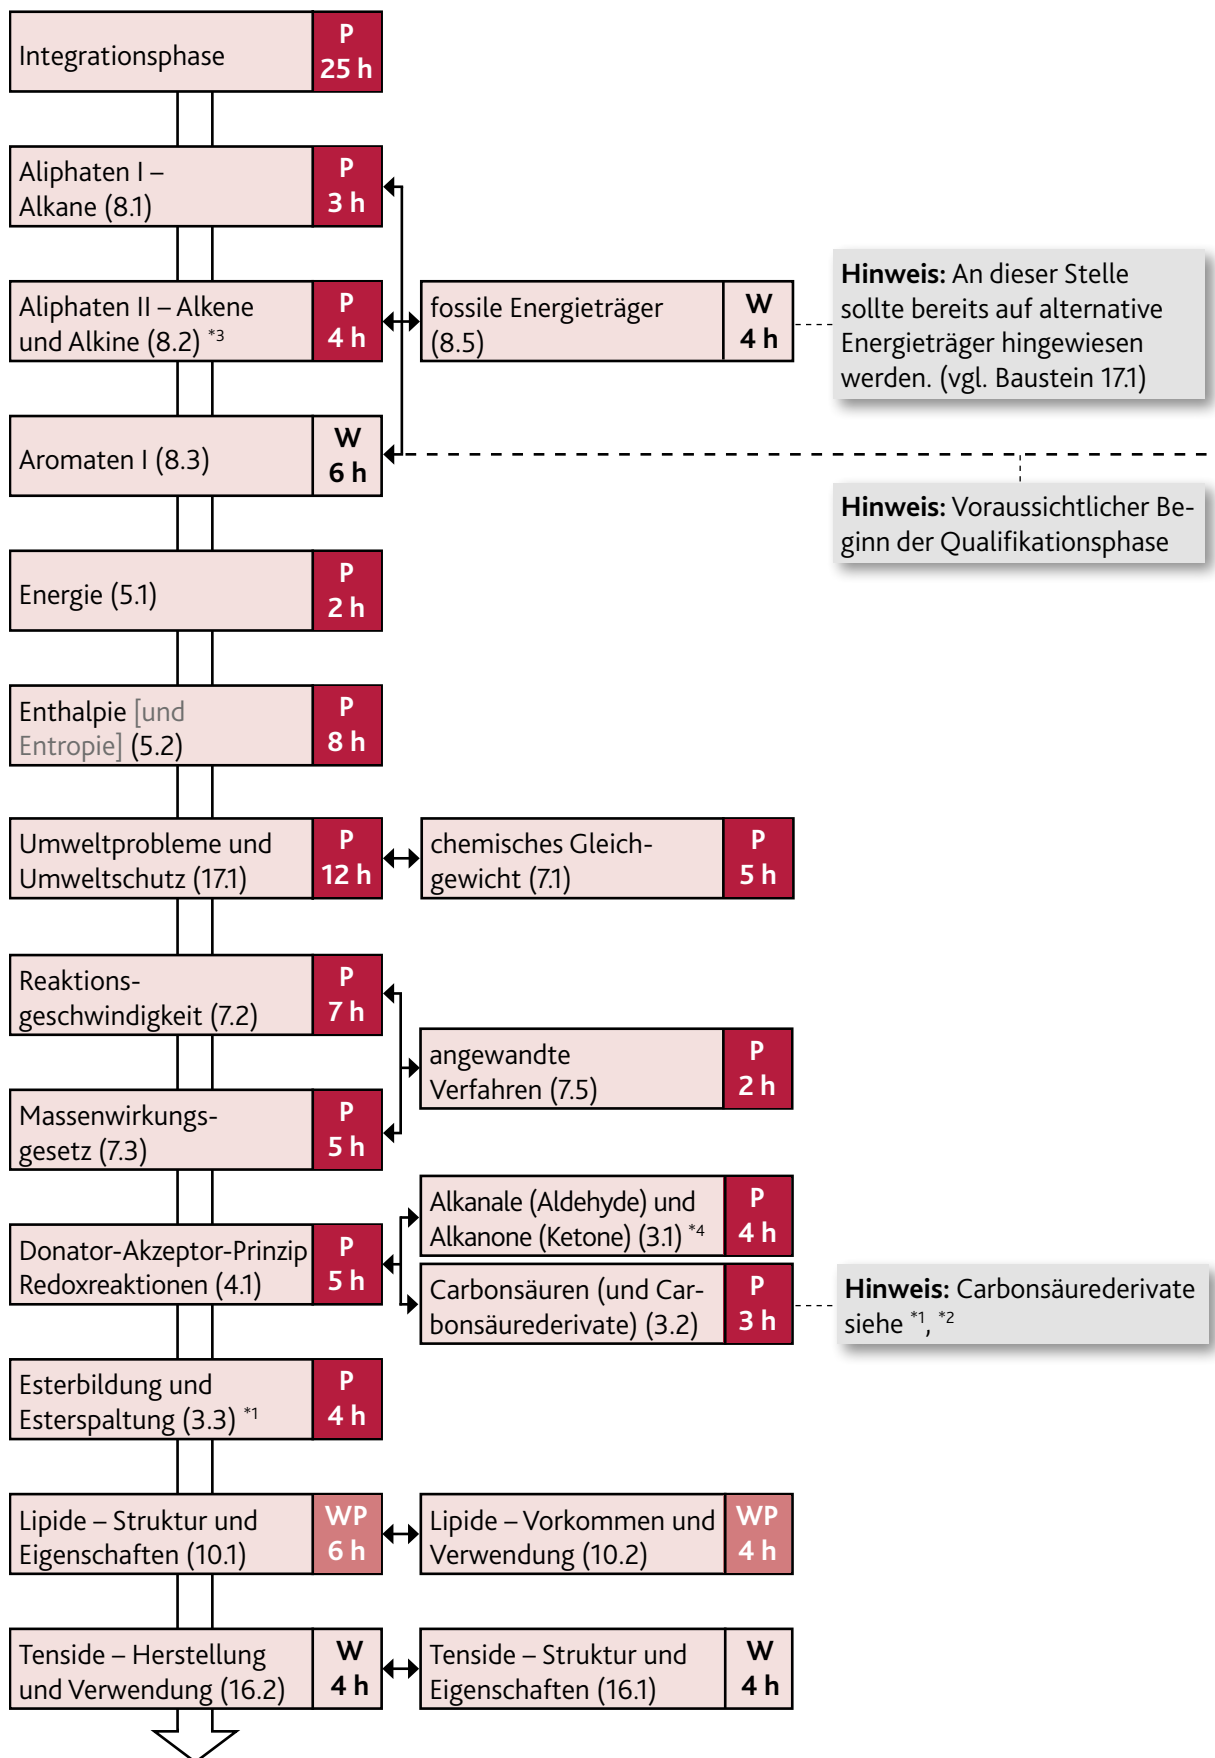 Integrationsphase
P
25 h
Aliphaten I –
Alkane (8.1)
P
3 h
Aliphaten II – Alkene
und Alkine (8.2) *3
P
4 h
fossile Energieträger
(8.5)
W
4 h
Hinweis: An dieser Stelle
sollte bereits auf alternative
Energieträger hingewiesen
werden. (vgl. Baustein 17.1)
Aromaten I (8.3)
W
6 h
Hinweis: Voraussichtlicher Be-
ginn der Qualifikationsphase
Energie (5.1)
P
2 h
Enthalpie [und
Entropie] (5.2)
P
8 h
Umweltprobleme und
Umweltschutz (17.1)
P
12 h
chemisches Gleich-
gewicht (7.1)
P
5 h
Reaktions-
geschwindigkeit (7.2)
P
7 h
angewandte
Verfahren (7.5)
P
2 h
Massenwirkungs-
gesetz (7.3)
P
5 h
Alkanale (Aldehyde) und
Alkanone (Ketone) (3.1) *4
P
4 h
Donator-Akzeptor-Prinzip
Redoxreaktionen (4.1)
P
5 h
Carbonsäuren (und Car-
bonsäurederivate) (3.2)
P
3 h
Hinweis: Carbonsäurederivate
siehe *1, *2
Esterbildung und
Esterspaltung (3.3) *1
P
4 h
Lipide – Struktur und
Eigenschaften (10.1)
WP
6 h
Lipide – Vorkommen und
Verwendung (10.2)
WP
4 h
Tenside – Herstellung
und Verwendung (16.2)
W
4 h
Tenside – Struktur und
Eigenschaften (16.1)
W
4 h